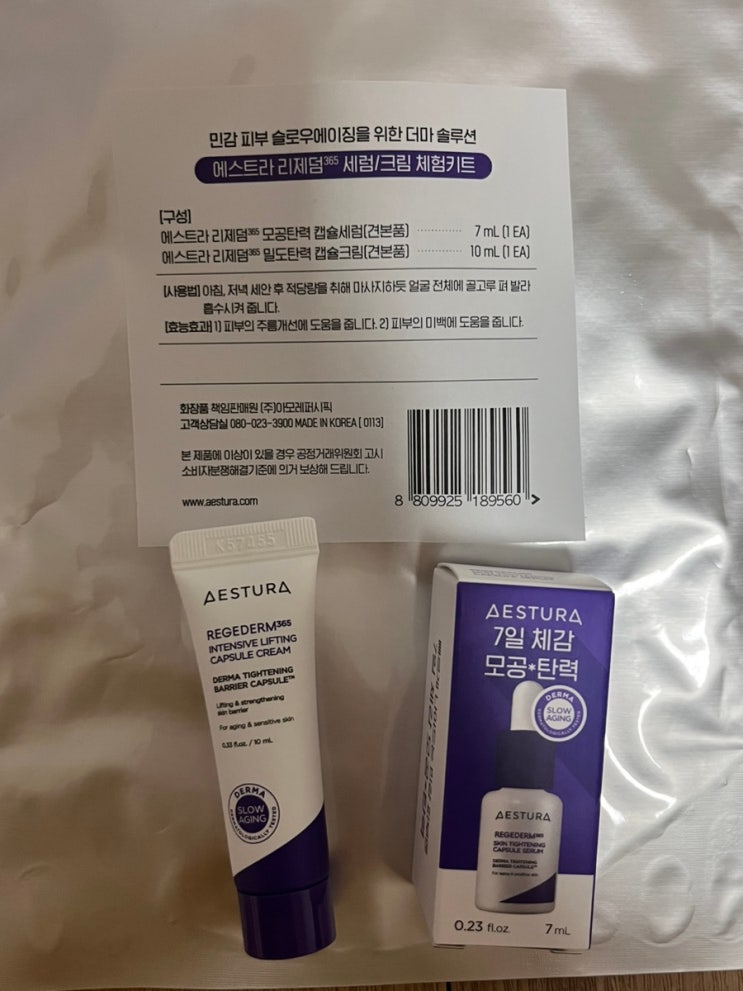 민감 피부 슬로우에이징을 위한 더마 솔루션
에스트라 리제덤³⁶⁵ 세럼/크림 체험키트
[구성]
에스트라 리제덤³⁶⁵ 모공탄력 캡슐세럼(견본품) ············ 7 mL (1 EA)
에스트라 리제덤³⁶⁵ 밀도탄력 캡슐크림(견본품) ············ 10 mL (1 EA)
[사용법] 아침, 저녁 세안 후 적당량을 취해 마사지하듯 얼굴 전체에 골고루 펴 발라
흡수시켜 줍니다.
[효능효과] 1) 피부의 주름개선에 도움을 줍니다. 2) 피부의 미백에 도움을 줍니다.
화장품 책임판매원 (주)아모레퍼시픽
고객상담실 080-023-3900 MADE IN KOREA [ 0113]
본 제품에 이상이 있을 경우 공정거래위원회 고시
소비자분쟁해결기준에 의거 보상해 드립니다.
www.aestura.com
8 809925 189560 >
AESTURA
REGEDERM³⁶⁵
INTENSIVE LIFTING
CAPSULE CREAM
DERMA TIGHTENING
BARRIER CAPSULE™
Lifting & strengthening
skin barrier
For aging & sensitive skin
0.33 fl.oz. / 10 mL
DERMA
SLOW
AGING
DERMATOLOGICALLY TESTED
AESTURA
7일 체감
모공*탄력
DERMA
SLOW
AGING
DERMATOLOGICALLY TESTED
AESTURA
REGEDERM³⁶⁵
SKIN TIGHTENING
CAPSULE SERUM
DERMA TIGHTENING
BARRIER CAPSULE™
For aging & sensitive skin
0.23 fl.oz. 7 mL